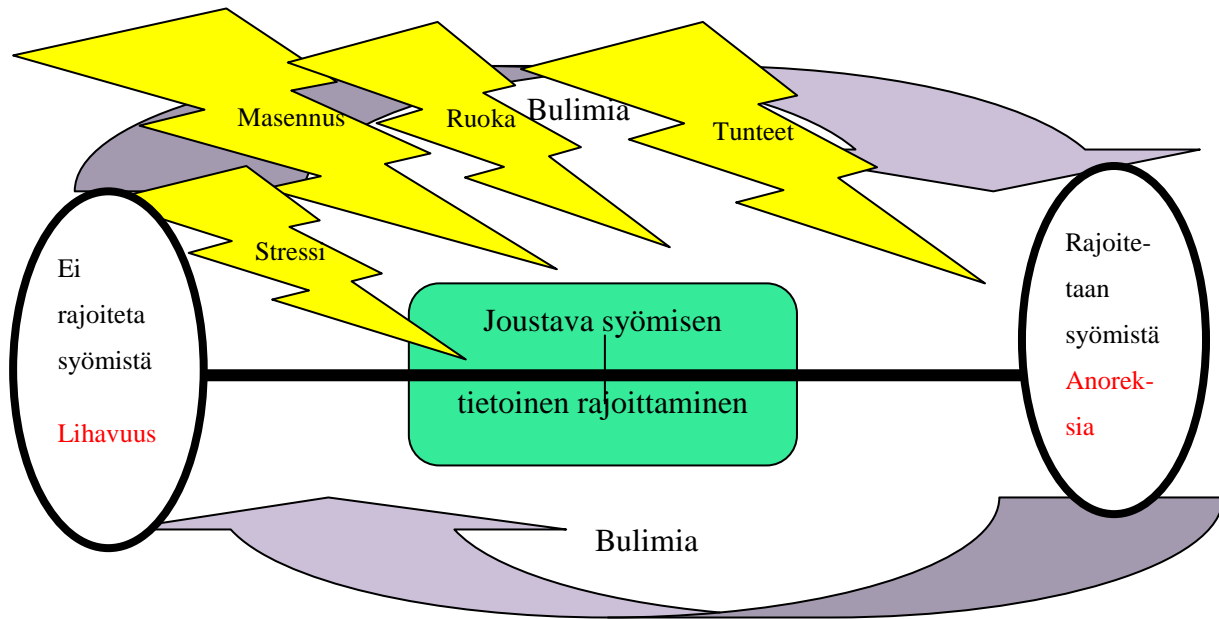 Masennus
Ruoka
Bulimia
Tunteet
Stressi
Ei
rajoiteta
syömistä
Lihavuus
Joustava syömisen
tietoinen rajoittaminen
Rajoite-
taan
syömistä
Anorek-
sia
Bulimia